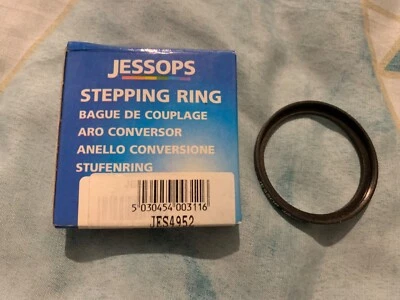 JESSOPS
STEPPING RING
BAGUE DE COUPLAGE
ARO CONVERSOR
ANELLO CONVERSIONE
STUFENRING
5 030454 003116
JES4952